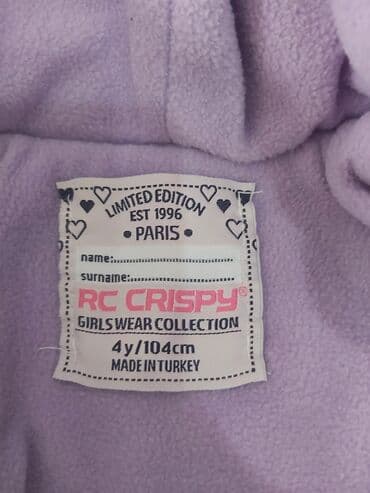 LIMITED EDITION
EST 1996
• PARIS •
name:................................
surname:...........................
RC CRISPY®
GIRLS WEAR COLLECTION
4y/104cm
MADE IN TURKEY